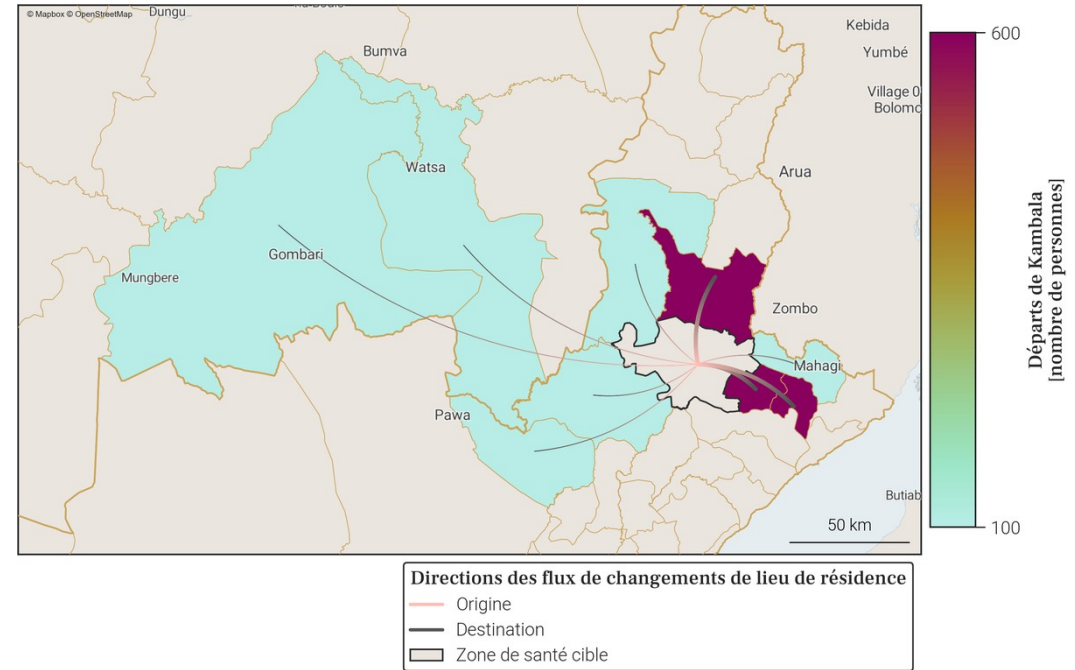 © Mapbox © OpenStreetMap
Dungu
Kebida
Bumva
Yumbé
Village 0
Bolomo
Watsa
Arua
Gombari
Mungbere
Zombo
Mahagi
Pawa
Butiab
50 km
600
100
Départs de Kambala
[nombre de personnes]
Directions des flux de changements de lieu de résidence
Origine
Destination
Zone de santé cible